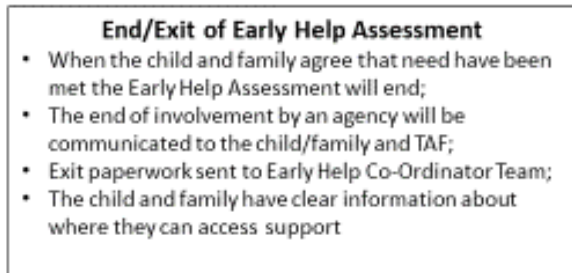 End/Exit of Early Help Assessment
• When the child and family agree that need have been
met the Early Help Assessment will end;
• The end of involvement by an agency will be
communicated to the child/family and TAF;
• Exit paperwork sent to Early Help Co-Ordinator Team;
• The child and family have clear information about
where they can access support